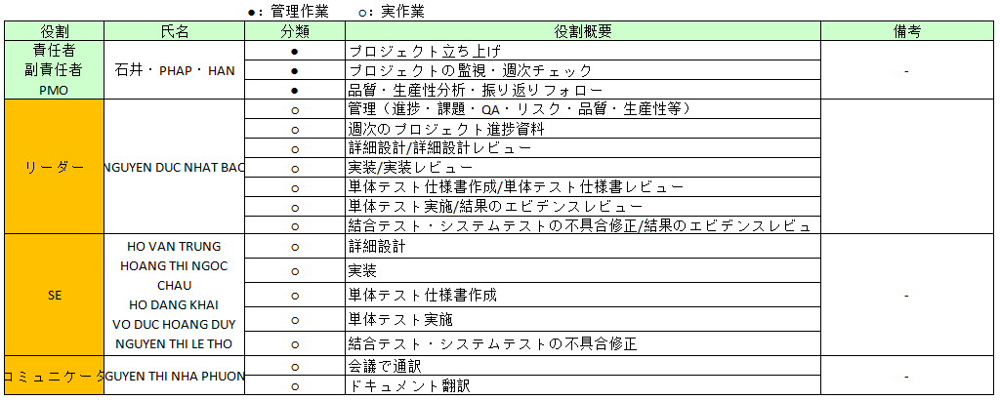 ●：管理作業　○：実作業
役割 氏名 分類 役割概要 備考
責任者
副責任者
PMO
石井・PHAP・HAN
● プロジェクト立ち上げ
● プロジェクトの監視・週次チェック
● 品質・生産性分析・振り返りフォロー
-
リーダー
NGUYEN DUC NHAT BAO
○ 管理（進捗・課題・QA・リスク・品質・生産性等）
○ 週次のプロジェクト進捗資料
○ 詳細設計/詳細設計レビュー
○ 実装/実装レビュー
○ 単体テスト仕様書作成/単体テスト仕様書レビュー
○ 単体テスト実施/結果のエビデンスレビュー
○ 結合テスト・システムテストの不具合修正/結果のエビデンスレビュ
SE
HO VAN TRUNG
HOANG THI NGOC
CHAU
HO DANG KHAI
VO DUC HOANG DUY
NGUYEN THI LE THO
○ 詳細設計
○ 実装
○ 単体テスト仕様書作成
○ 単体テスト実施
○ 結合テスト・システムテストの不具合修正
-
コミュニケータ
GUYEN THI NHA PHUON
○ 会議で通訳
○ ドキュメント翻訳
-